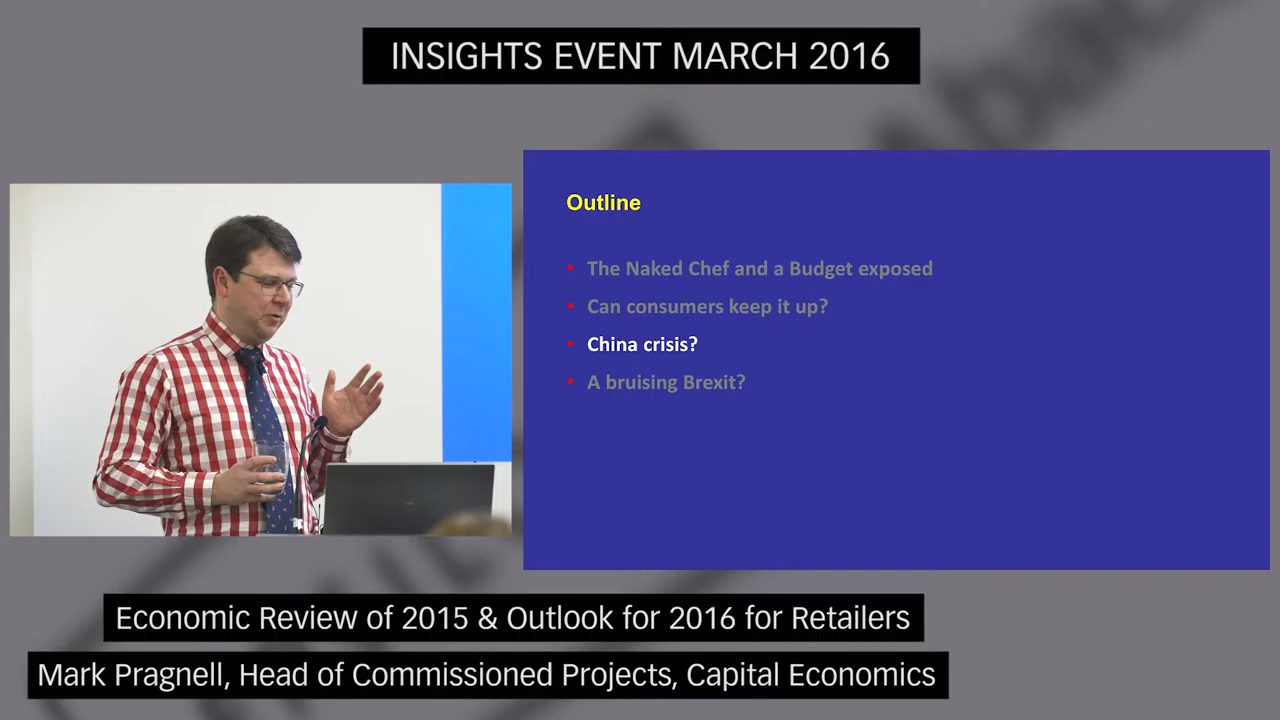 INSIGHTS EVENT MARCH 2016
Outline
• The Naked Chef and a Budget exposed
• Can consumers keep it up?
• China crisis?
• A bruising Brexit?
Economic Review of 2015 & Outlook for 2016 for Retailers
Mark Pragnell, Head of Commissioned Projects, Capital Economics